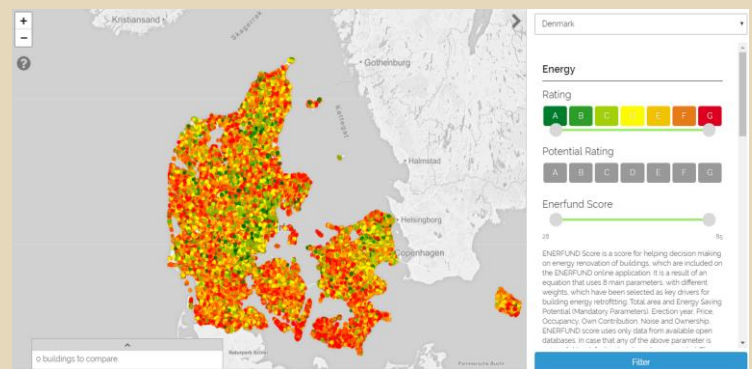 Kristiansand
Skagerrak
+
−
?
Gothenburg
Kattegat
Halmstad
Helsingborg
Copenhagen
0 buildings to compare
Denmark
Energy
Rating
A B C E F G
Potential Rating
A B C D E F G
Enerfund Score
28 85
ENERFUND Score is a score for helping decision making
on energy renovation of buildings, which are included on
the ENERFUND online application. It is a result of an
equation that uses 8 main parameters, with different
weights, which have been selected as key drivers for
building energy retrofitting: Total area and Energy Saving
Potential (Mandatory Parameters), Erection year, Price,
Occupancy, Own Contribution, Noise and Ownership.
ENERFUND score uses only data from available open
databases. In case that any of the above parameter is
Filter